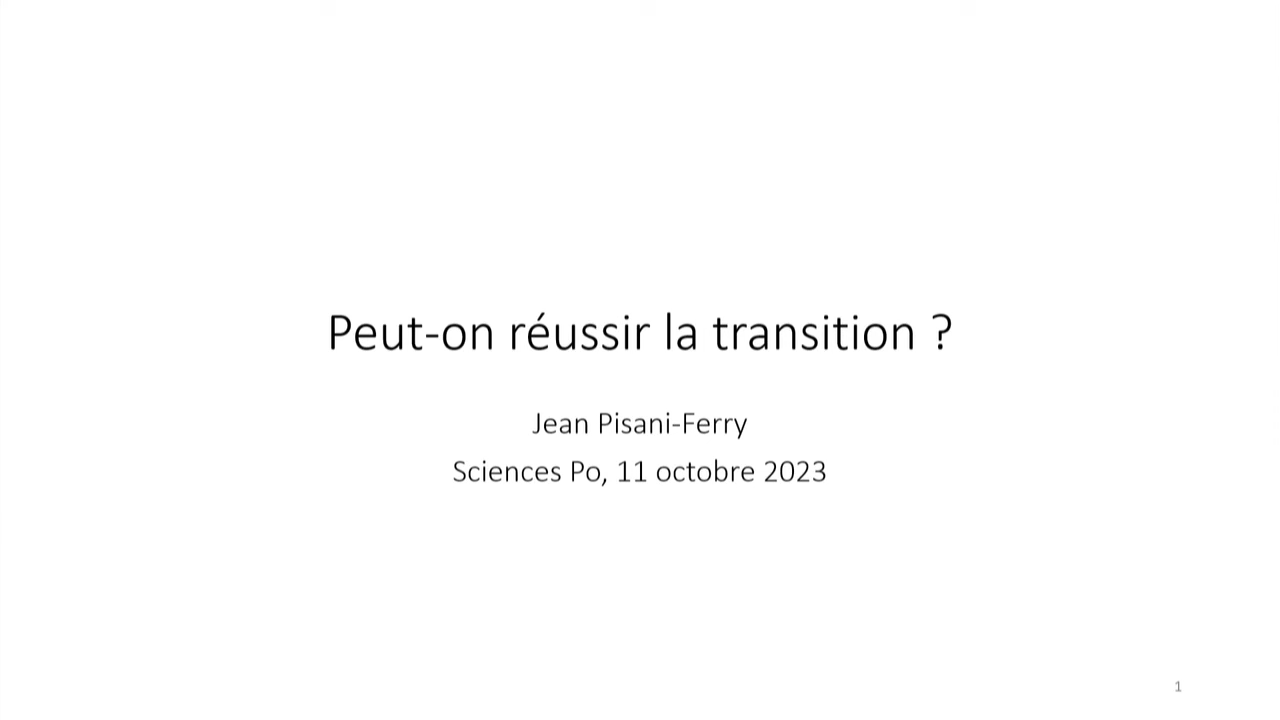 Peut-on réussir la transition ?
Jean Pisani-Ferry
Sciences Po, 11 octobre 2023
1